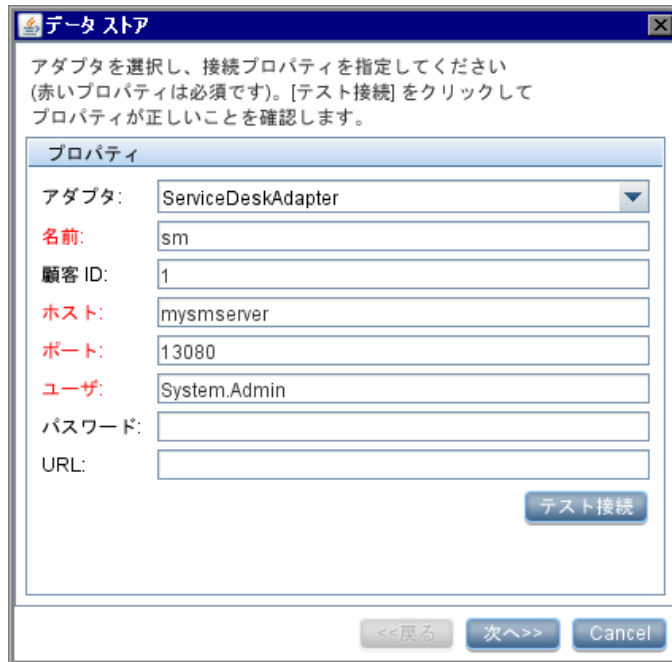 データ ストア
アダプタを選択し、接続プロパティを指定してください
(赤いプロパティは必須です)。[テスト接続] をクリックして
プロパティが正しいことを確認します。
プロパティ
アダプタ: ServiceDeskAdapter
名前: sm
顧客 ID: 1
ホスト: mysmserver
ポート: 13080
ユーザ: System.Admin
パスワード:
URL:
テスト接続
<<戻る 次へ>> Cancel